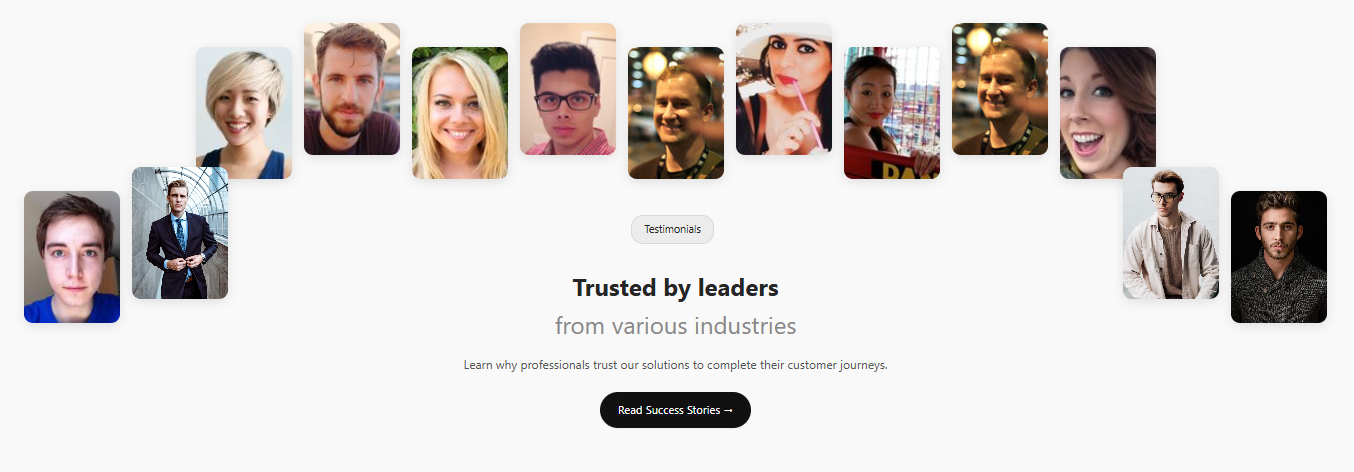 Testimonials
Trusted by leaders
from various industries
Learn why professionals trust our solutions to complete their customer journeys.
Read Success Stories →